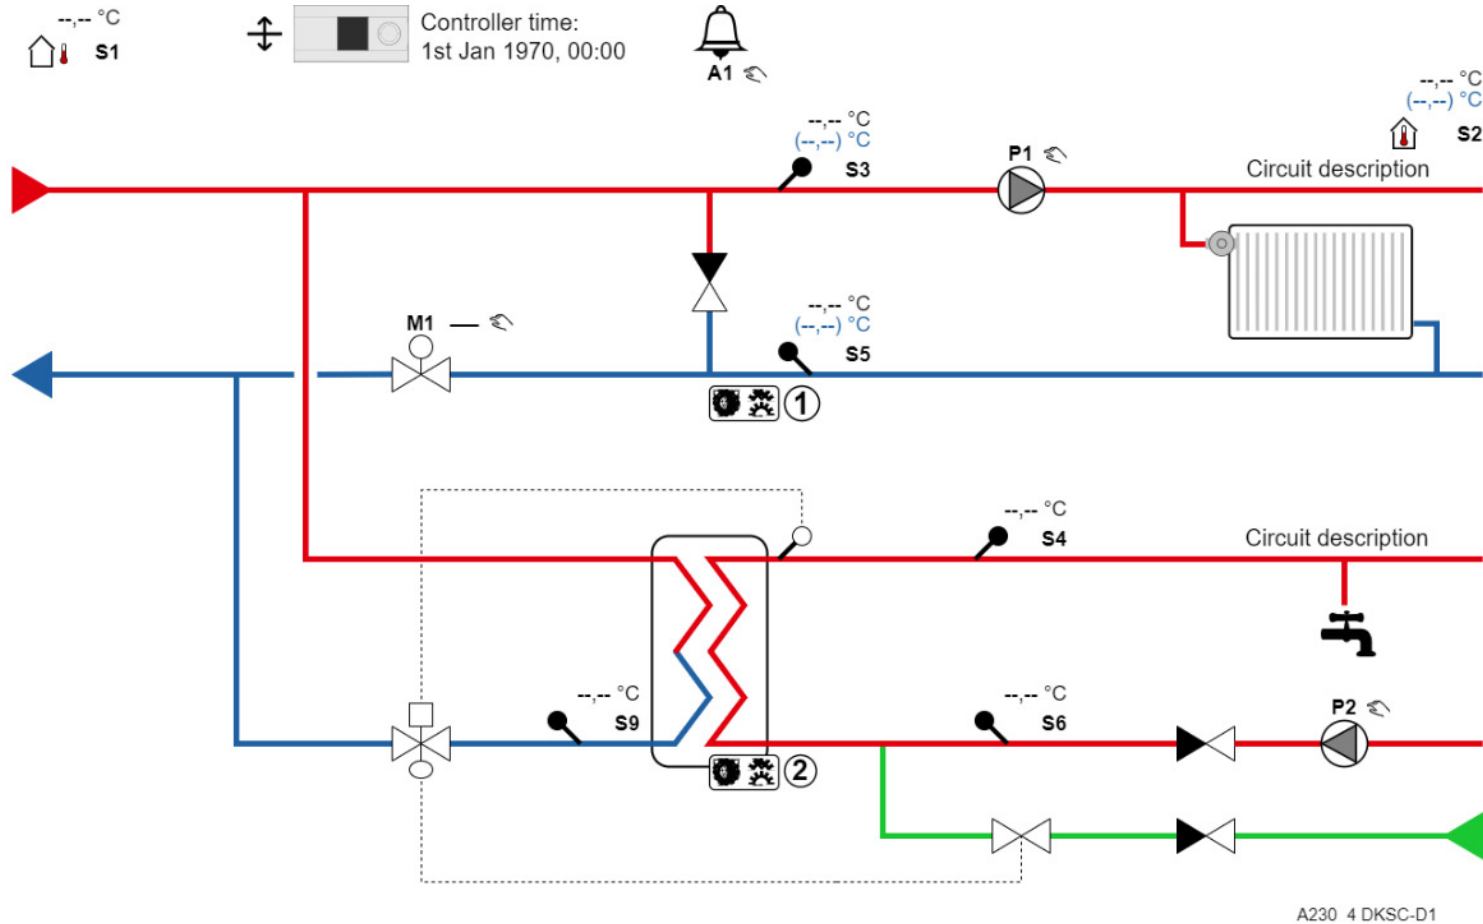 --,-- °C
S1
Controller time:
1st Jan 1970, 00:00
A1
--,-- °C
(--,--) °C
S2
--,-- °C
(--,--) °C
S3
P1
Circuit description
--,-- °C
(--,--) °C
S5
M1
1
--,-- °C
S4
Circuit description
--,-- °C
S9
--,-- °C
S6
P2
2
A230_4 DKSC-D1